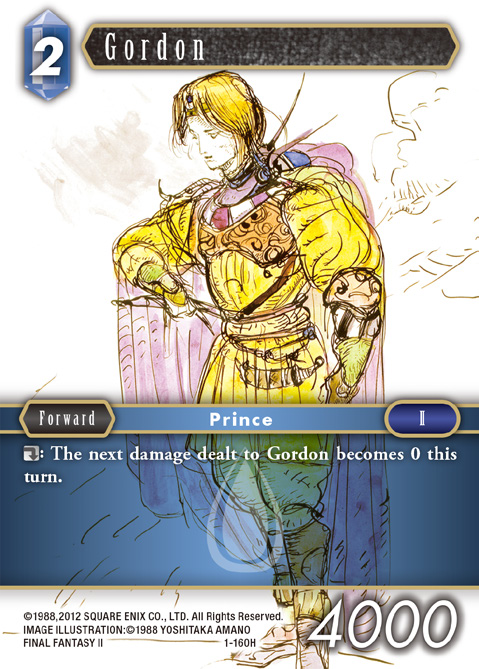 2
Gordon
Forward
Prince
II
: The next damage dealt to Gordon becomes 0 this
turn.
©1988,2012 SQUARE ENIX CO., LTD. All Rights Reserved.
IMAGE ILLUSTRATION:©1988 YOSHITAKA AMANO
FINAL FANTASY II
1-160H
4000